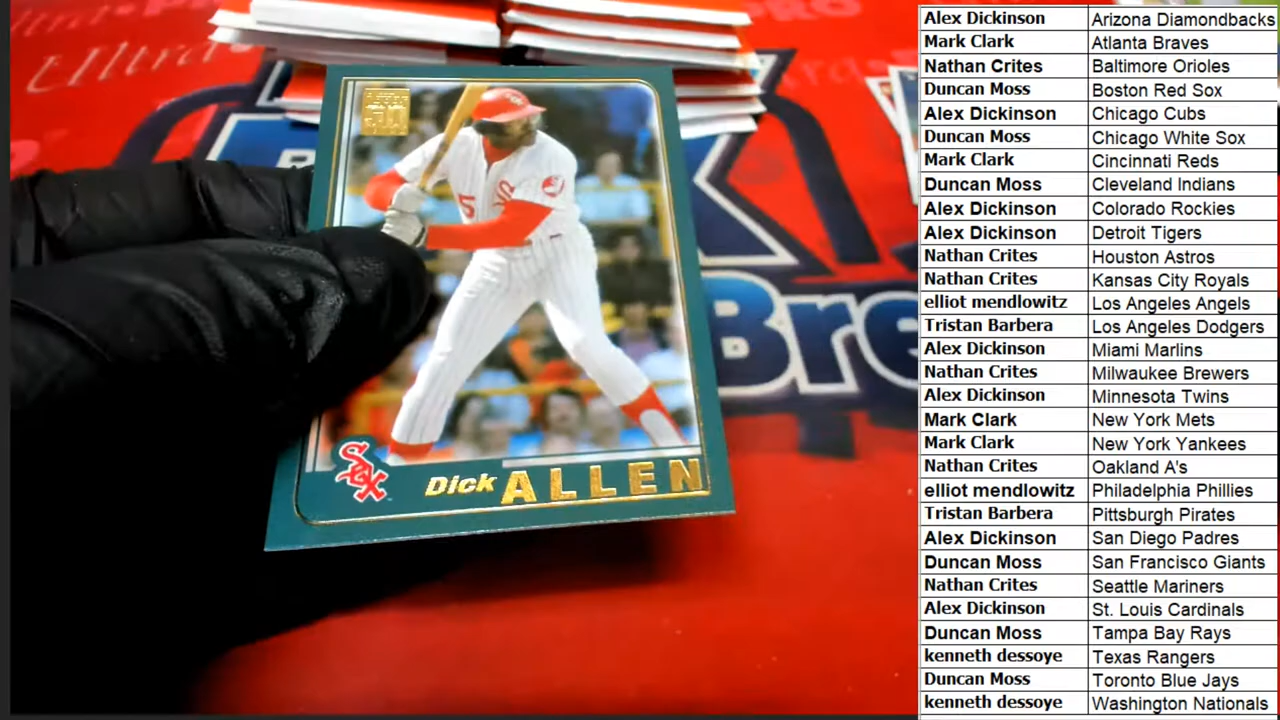 Ultra PRO
PRO
Bre
SOX
5
SOX
Dick ALLEN
Alex Dickinson Arizona Diamondbacks
Mark Clark Atlanta Braves
Nathan Crites Baltimore Orioles
Duncan Moss Boston Red Sox
Alex Dickinson Chicago Cubs
Duncan Moss Chicago White Sox
Mark Clark Cincinnati Reds
Duncan Moss Cleveland Indians
Alex Dickinson Colorado Rockies
Alex Dickinson Detroit Tigers
Nathan Crites Houston Astros
Nathan Crites Kansas City Royals
elliot mendlowitz Los Angeles Angels
Tristan Barbera Los Angeles Dodgers
Alex Dickinson Miami Marlins
Nathan Crites Milwaukee Brewers
Alex Dickinson Minnesota Twins
Mark Clark New York Mets
Mark Clark New York Yankees
Nathan Crites Oakland A's
elliot mendlowitz Philadelphia Phillies
Tristan Barbera Pittsburgh Pirates
Alex Dickinson San Diego Padres
Duncan Moss San Francisco Giants
Nathan Crites Seattle Mariners
Alex Dickinson St. Louis Cardinals
Duncan Moss Tampa Bay Rays
kenneth dessoye Texas Rangers
Duncan Moss Toronto Blue Jays
kenneth dessoye Washington Nationals